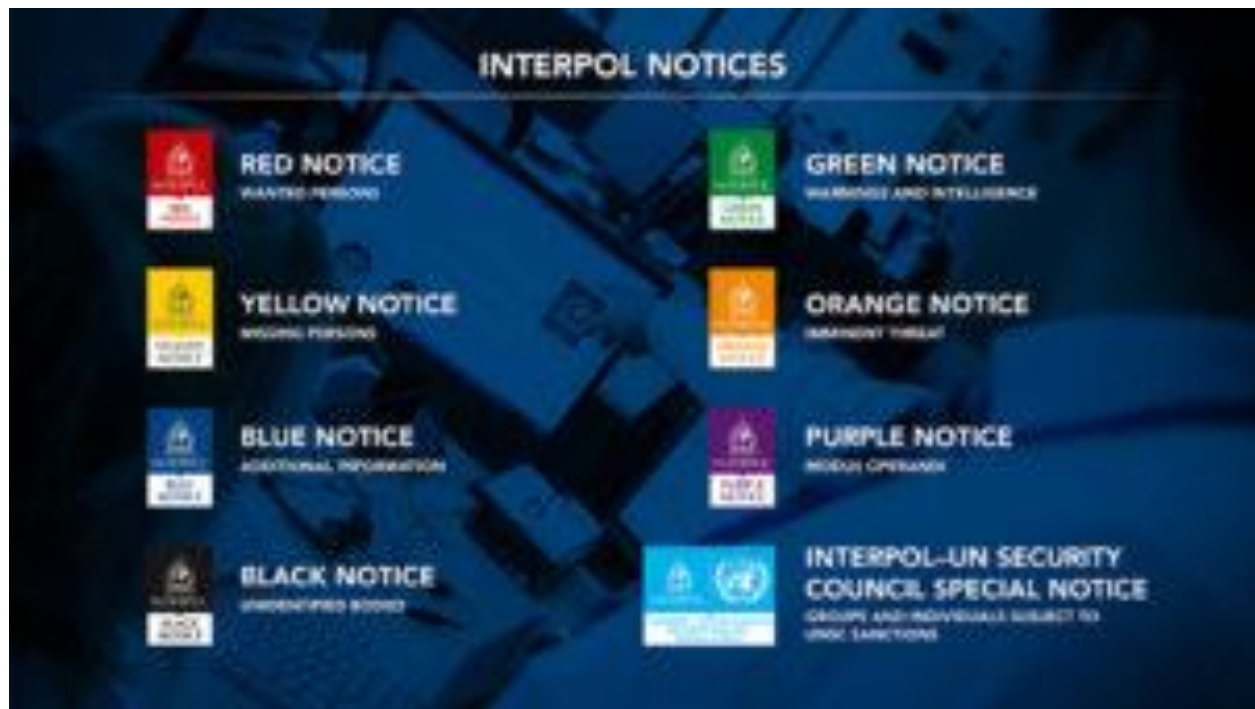 INTERPOL NOTICES
RED NOTICE
WANTED PERSONS
GREEN NOTICE
WARNINGS AND INTELLIGENCE
YELLOW NOTICE
MISSING PERSONS
ORANGE NOTICE
IMMINENT THREAT
BLUE NOTICE
ADDITIONAL INFORMATION
PURPLE NOTICE
MODUS OPERANDI
BLACK NOTICE
UNIDENTIFIED BODIES
INTERPOL–UN SECURITY
COUNCIL SPECIAL NOTICE
GROUPS AND INDIVIDUALS SUBJECT TO
UNSC SANCTIONS